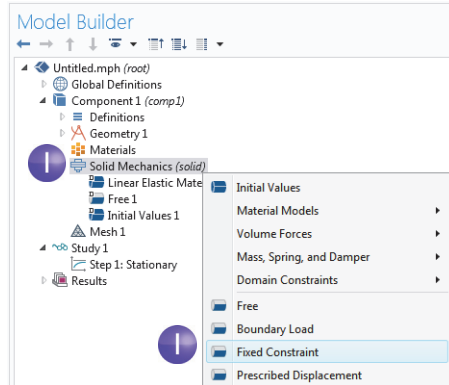 Model Builder
Untitled.mph (root)
Global Definitions
Component 1 (comp1)
Definitions
Geometry 1
Materials
Solid Mechanics (solid)
Linear Elastic Mate
Free 1
Initial Values 1
Mesh 1
Study 1
Step 1: Stationary
Results
Initial Values
Material Models
Volume Forces
Mass, Spring, and Damper
Domain Constraints
Free
Boundary Load
Fixed Constraint
Prescribed Displacement